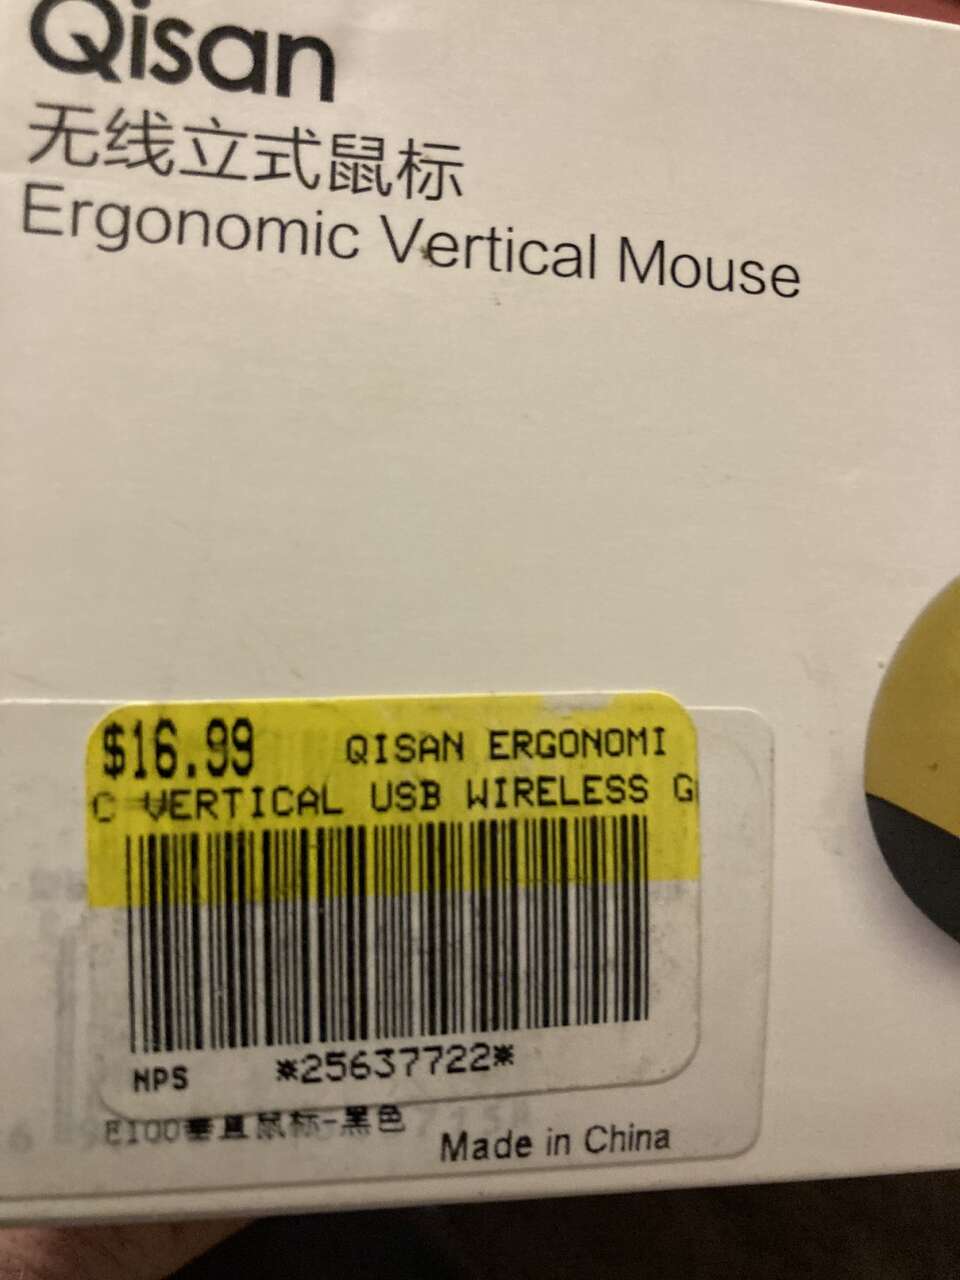 Qisan
无线立式鼠标
Ergonomic Vertical Mouse
$16.99 QISAN ERGONOMI
C VERTICAL USB WIRELESS G
NPS *25637722*
E100垂直鼠标-黑色
Made in China